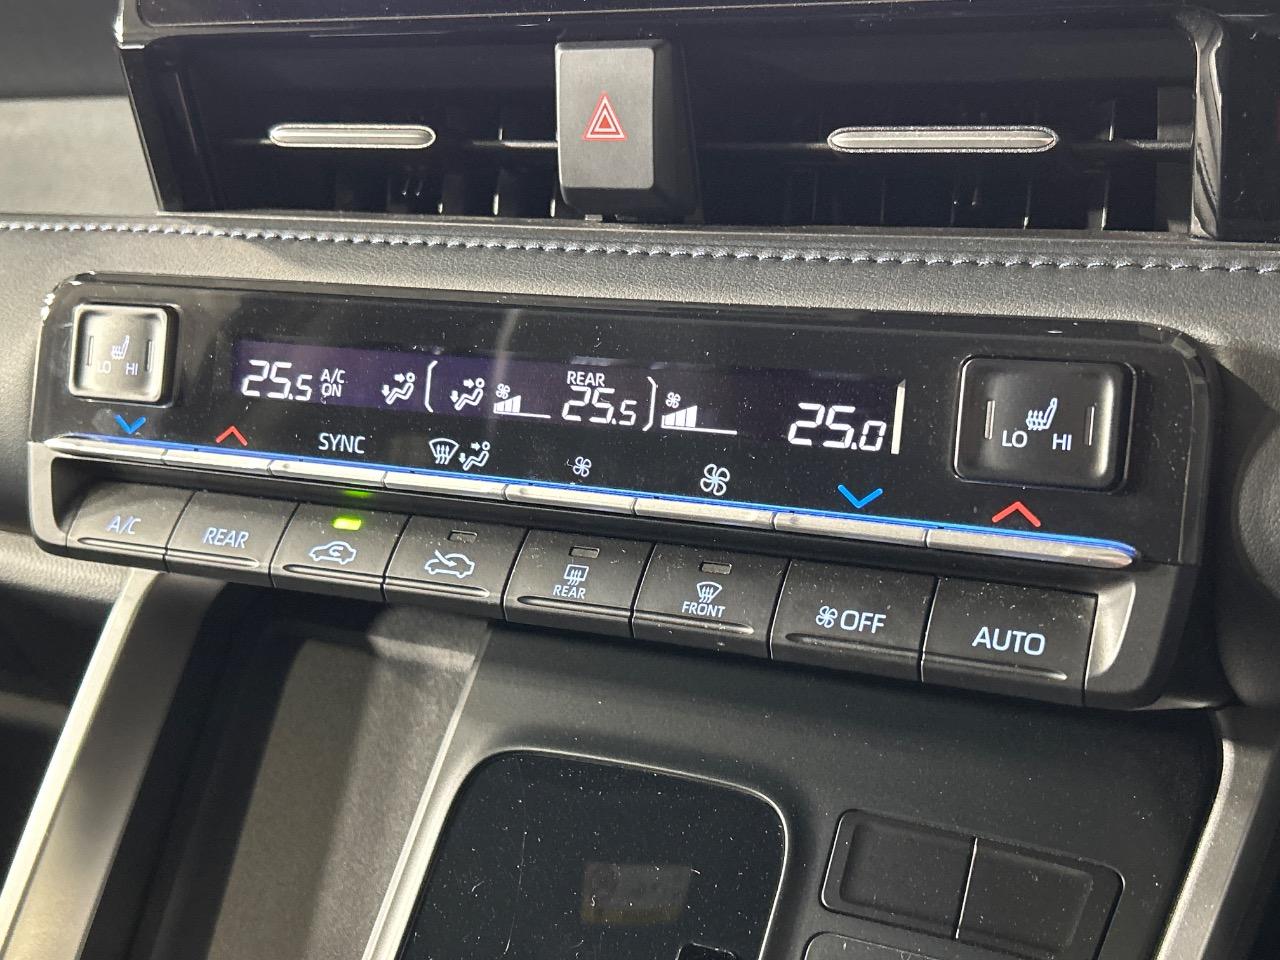 LO HI
25.5 A/C ON
REAR
25.5
25.0
LO HI
SYNC
A/C
REAR
REAR
FRONT
OFF
AUTO